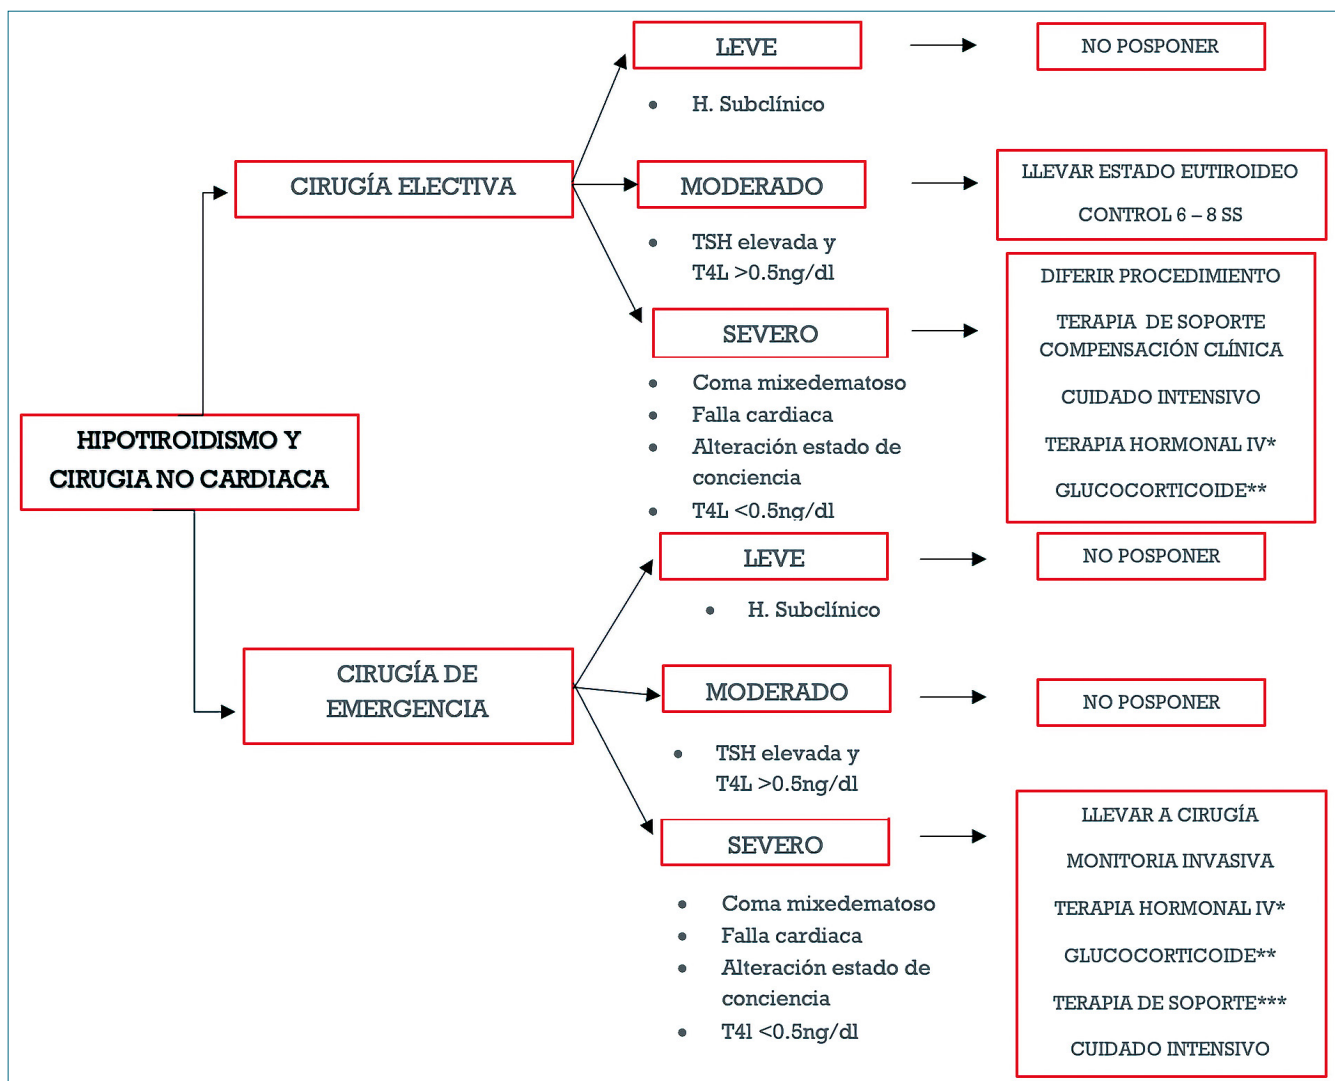 HIPOTIROIDISMO Y
CIRUGIA NO CARDIACA
CIRUGÍA ELECTIVA
LEVE
NO POSPONER
• H. Subclínico
MODERADO
LLEVAR ESTADO EUTIROIDEO
CONTROL 6 – 8 SS
• TSH elevada y
T4L >0.5ng/dl
SEVERO
DIFERIR PROCEDIMIENTO
TERAPIA DE SOPORTE
COMPENSACIÓN CLÍNICA
CUIDADO INTENSIVO
TERAPIA HORMONAL IV*
GLUCOCORTICOIDE**
• Coma mixedematoso
• Falla cardiaca
• Alteración estado de
conciencia
• T4L <0.5ng/dl
CIRUGÍA DE
EMERGENCIA
LEVE
NO POSPONER
• H. Subclínico
MODERADO
NO POSPONER
• TSH elevada y
T4L >0.5ng/dl
SEVERO
LLEVAR A CIRUGÍA
MONITORIA INVASIVA
TERAPIA HORMONAL IV*
GLUCOCORTICOIDE**
TERAPIA DE SOPORTE***
CUIDADO INTENSIVO
• Coma mixedematoso
• Falla cardiaca
• Alteración estado de
conciencia
• T4l <0.5ng/dl